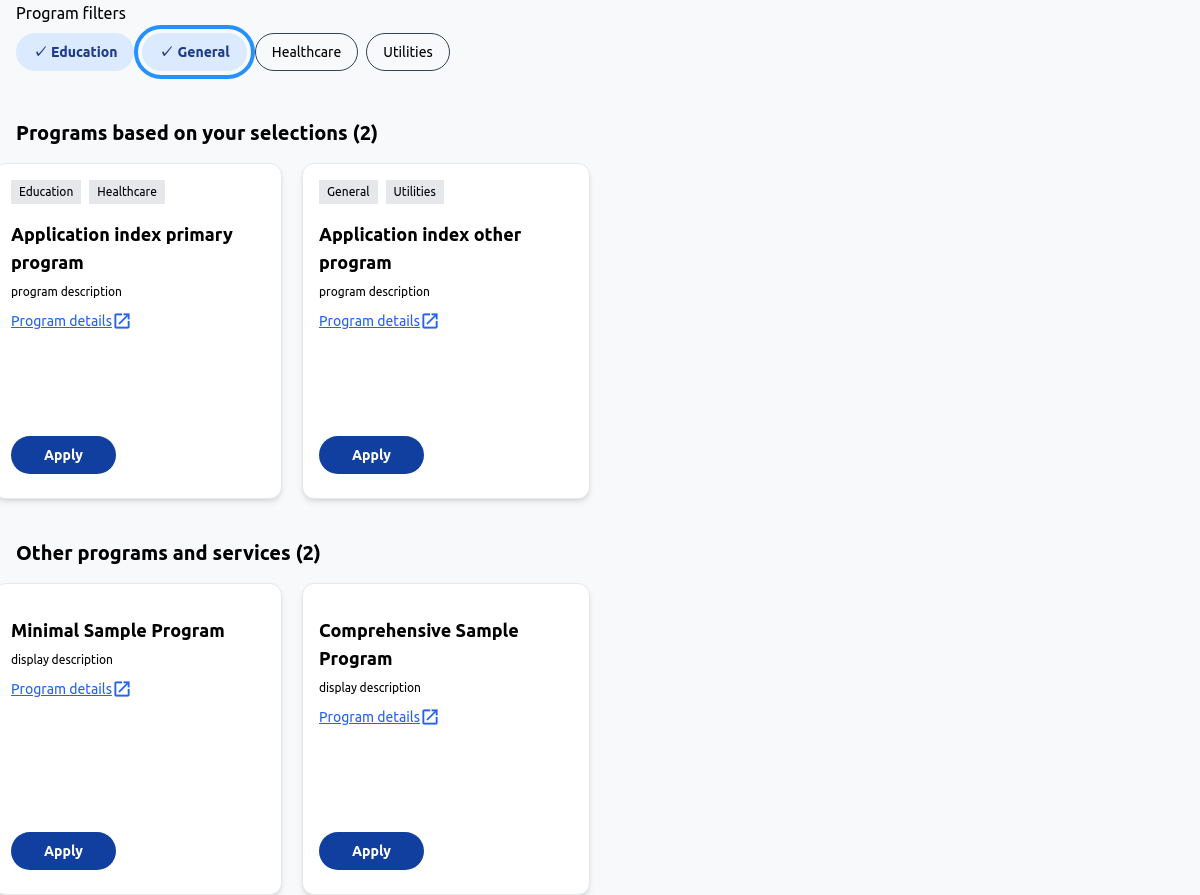 Program filters
✓ Education ✓ General Healthcare Utilities
Programs based on your selections (2)
Education Healthcare
Application index primary
program
program description
Program details
Apply
General Utilities
Application index other
program
program description
Program details
Apply
Other programs and services (2)
Minimal Sample Program
display description
Program details
Apply
Comprehensive Sample
Program
display description
Program details
Apply